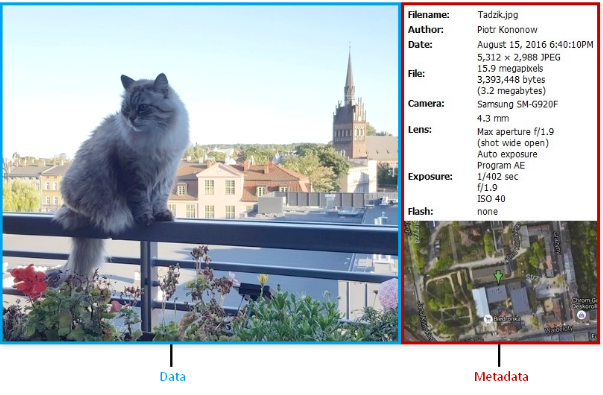 Filename: Tadzik.jpg
Author: Piotr Kononow
Date: August 15, 2016 6:40:10PM
5,312 × 2,988 JPEG
File: 15.9 megapixels
3,393,448 bytes
(3.2 megabytes)
Camera: Samsung SM-G920F
4.3 mm
Lens: Max aperture f/1.9
(shot wide open)
Auto exposure
Program AE
Exposure: 1/402 sec
f/1.9
ISO 40
Flash: none
Biedronka
Data
Metadata